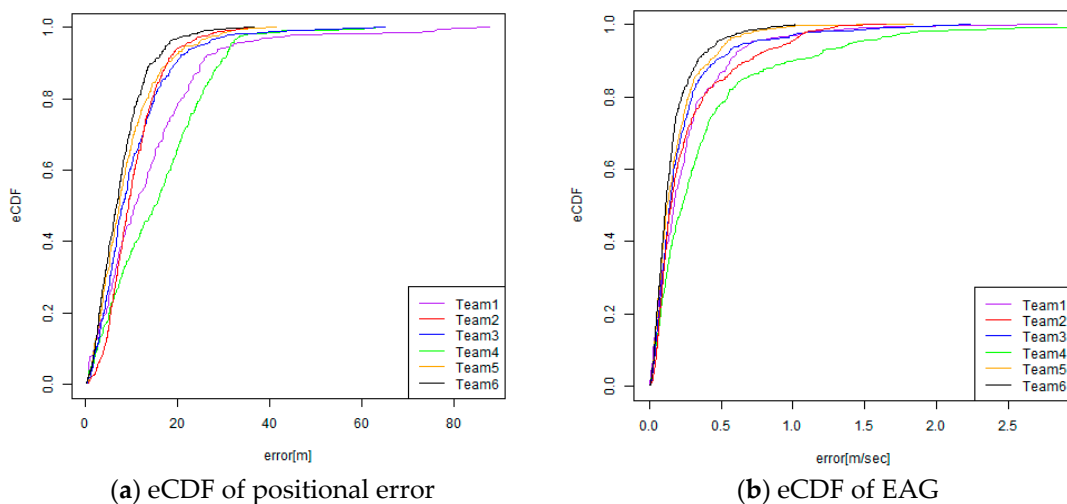 eCDF
1.0
0.8
0.6
0.4
0.2
0.0
0
20
40
60
80
error[m]
Team1
Team2
Team3
Team4
Team5
Team6
(a) eCDF of positional error
eCDF
1.0
0.8
0.6
0.4
0.2
0.0
0.0
0.5
1.0
1.5
2.0
2.5
error[m/sec]
Team1
Team2
Team3
Team4
Team5
Team6
(b) eCDF of EAG